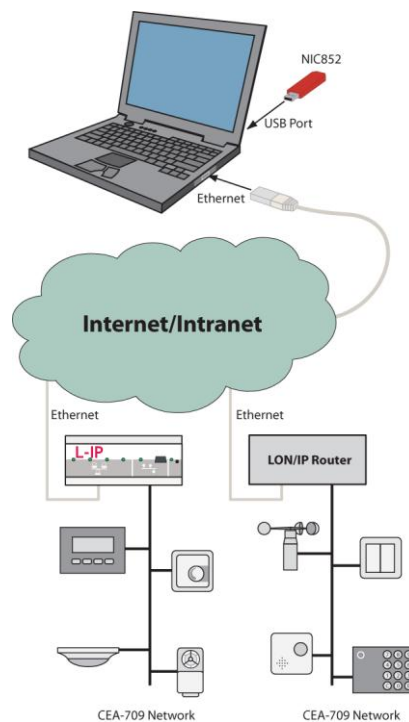 NIC852
USB Port
Ethernet
Internet/Intranet
Ethernet
Ethernet
L-IP
LON/IP Router
CEA-709 Network
CEA-709 Network